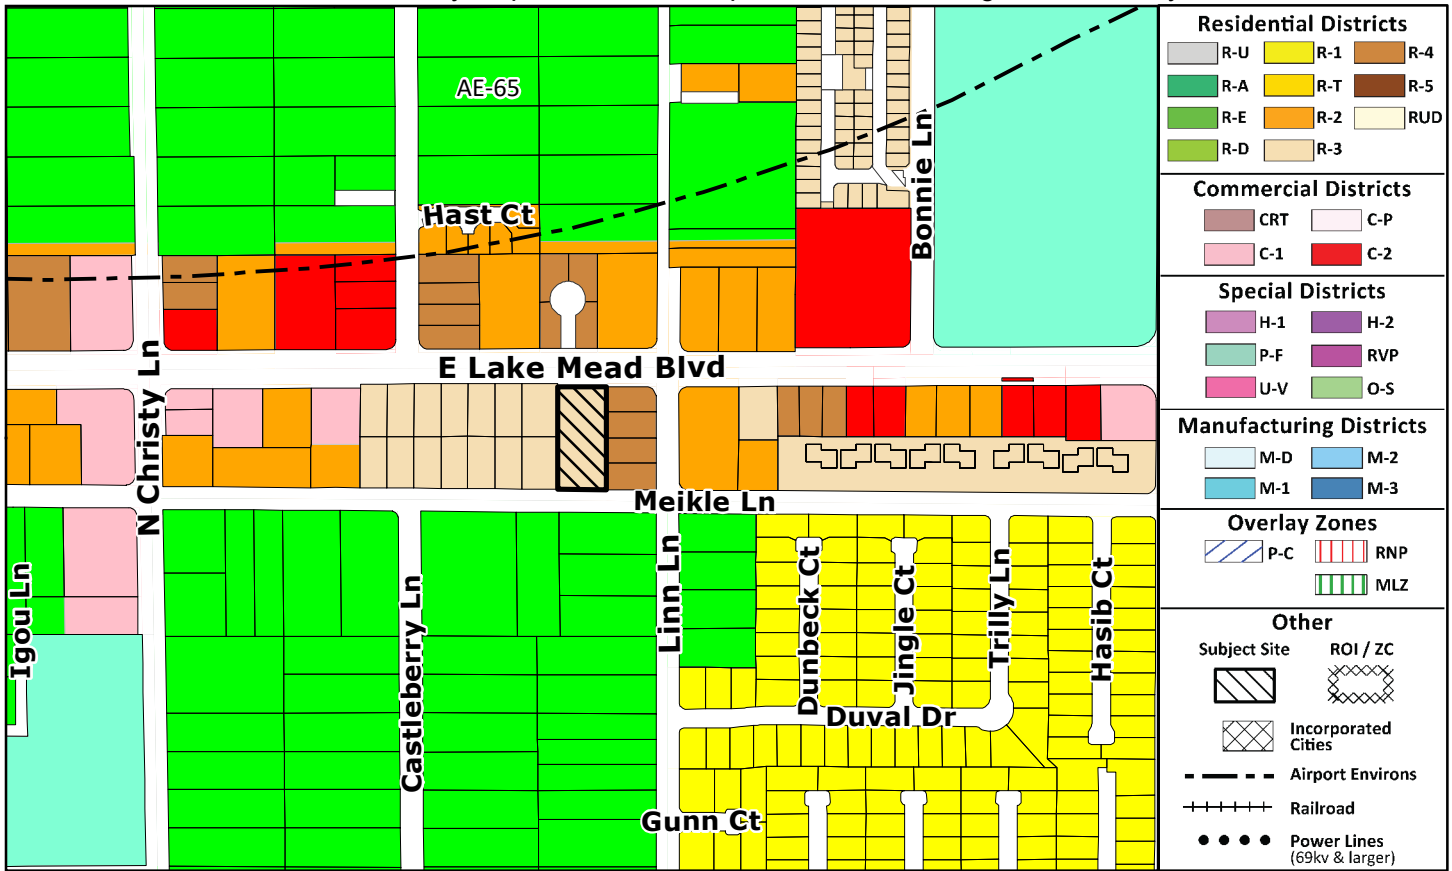 AE-65
Hast Ct
Bonnie Ln
E Lake Mead Blvd
N Christy Ln
Meikle Ln
Igou Ln
Castleberry Ln
Linn Ln
Dunbeck Ct
Jingle Ct
Trilly Ln
Hasib Ct
Duval Dr
Gunn Ct
Residential Districts
R-U R-1 R-4
R-A R-T R-5
R-E R-2 RUD
R-D R-3
Commercial Districts
CRT C-P
C-1 C-2
Special Districts
H-1 H-2
P-F RVP
U-V O-S
Manufacturing Districts
M-D M-2
M-1 M-3
Overlay Zones
P-C RNP
MLZ
Other
Subject Site ROI / ZC
Incorporated
Cities
Airport Environs
Railroad
Power Lines
(69kv & larger)